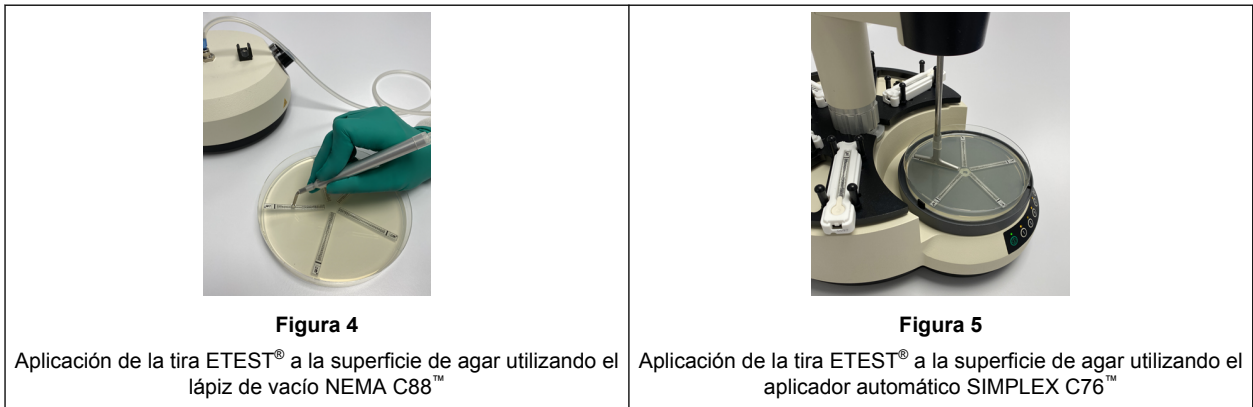 Figura 4
Aplicación de la tira ETEST® a la superficie de agar utilizando el
lápiz de vacío NEMA C88™
Figura 5
Aplicación de la tira ETEST® a la superficie de agar utilizando el
aplicador automático SIMPLEX C76™